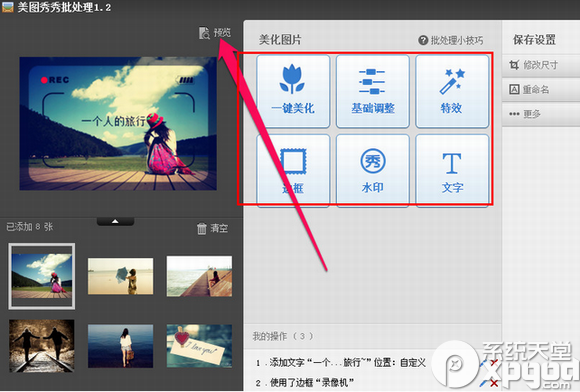 美图秀秀批处理1.2
预览
REC
一个人的旅行~
已添加 8 张
清空
I love you!
美化图片
批处理小技巧
一键美化
基础调整
特效
边框
秀
水印
T
文字
我的操作（3）
1．添加文字“一个...旅行~”位置：自定义
2．使用了边框“录像机”
保存设置
修改尺寸
A 重命名
更多
系统天堂